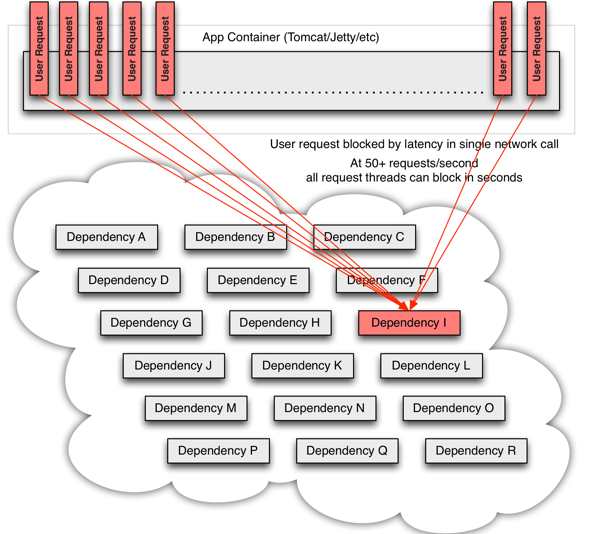 User Request
User Request
User Request
User Request
User Request
User Request
User Request
App Container (Tomcat/Jetty/etc)
User request blocked by latency in single network call
At 50+ requests/second
all request threads can block in seconds
Dependency A
Dependency B
Dependency C
Dependency D
Dependency E
Dependency F
Dependency G
Dependency H
Dependency I
Dependency J
Dependency K
Dependency L
Dependency M
Dependency N
Dependency O
Dependency P
Dependency Q
Dependency R